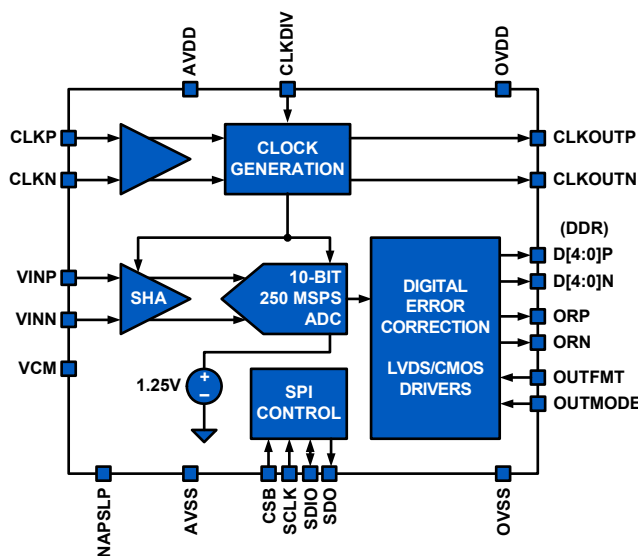 AVDD
CLKDIV
OVDD
CLKP
CLKN
CLOCK
GENERATION
CLKOUTP
CLKOUTN
(DDR)
D[4:0]P
D[4:0]N
ORP
ORN
OUTFMT
OUTMODE
VINP
VINN
VCM
SHA
10-BIT
250 MSPS
ADC
DIGITAL
ERROR
CORRECTION
LVDS/CMOS
DRIVERS
1.25V
+
–
SPI
CONTROL
NAPSLP
AVSS
CSB
SCLK
SDIO
SDO
OVSS